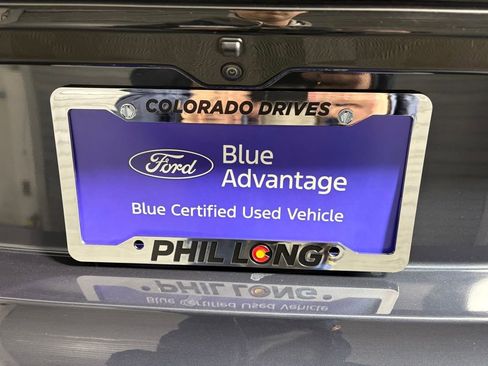 COLORADO DRIVES
Ford
Blue
Advantage
Blue Certified Used Vehicle
PHIL LONG